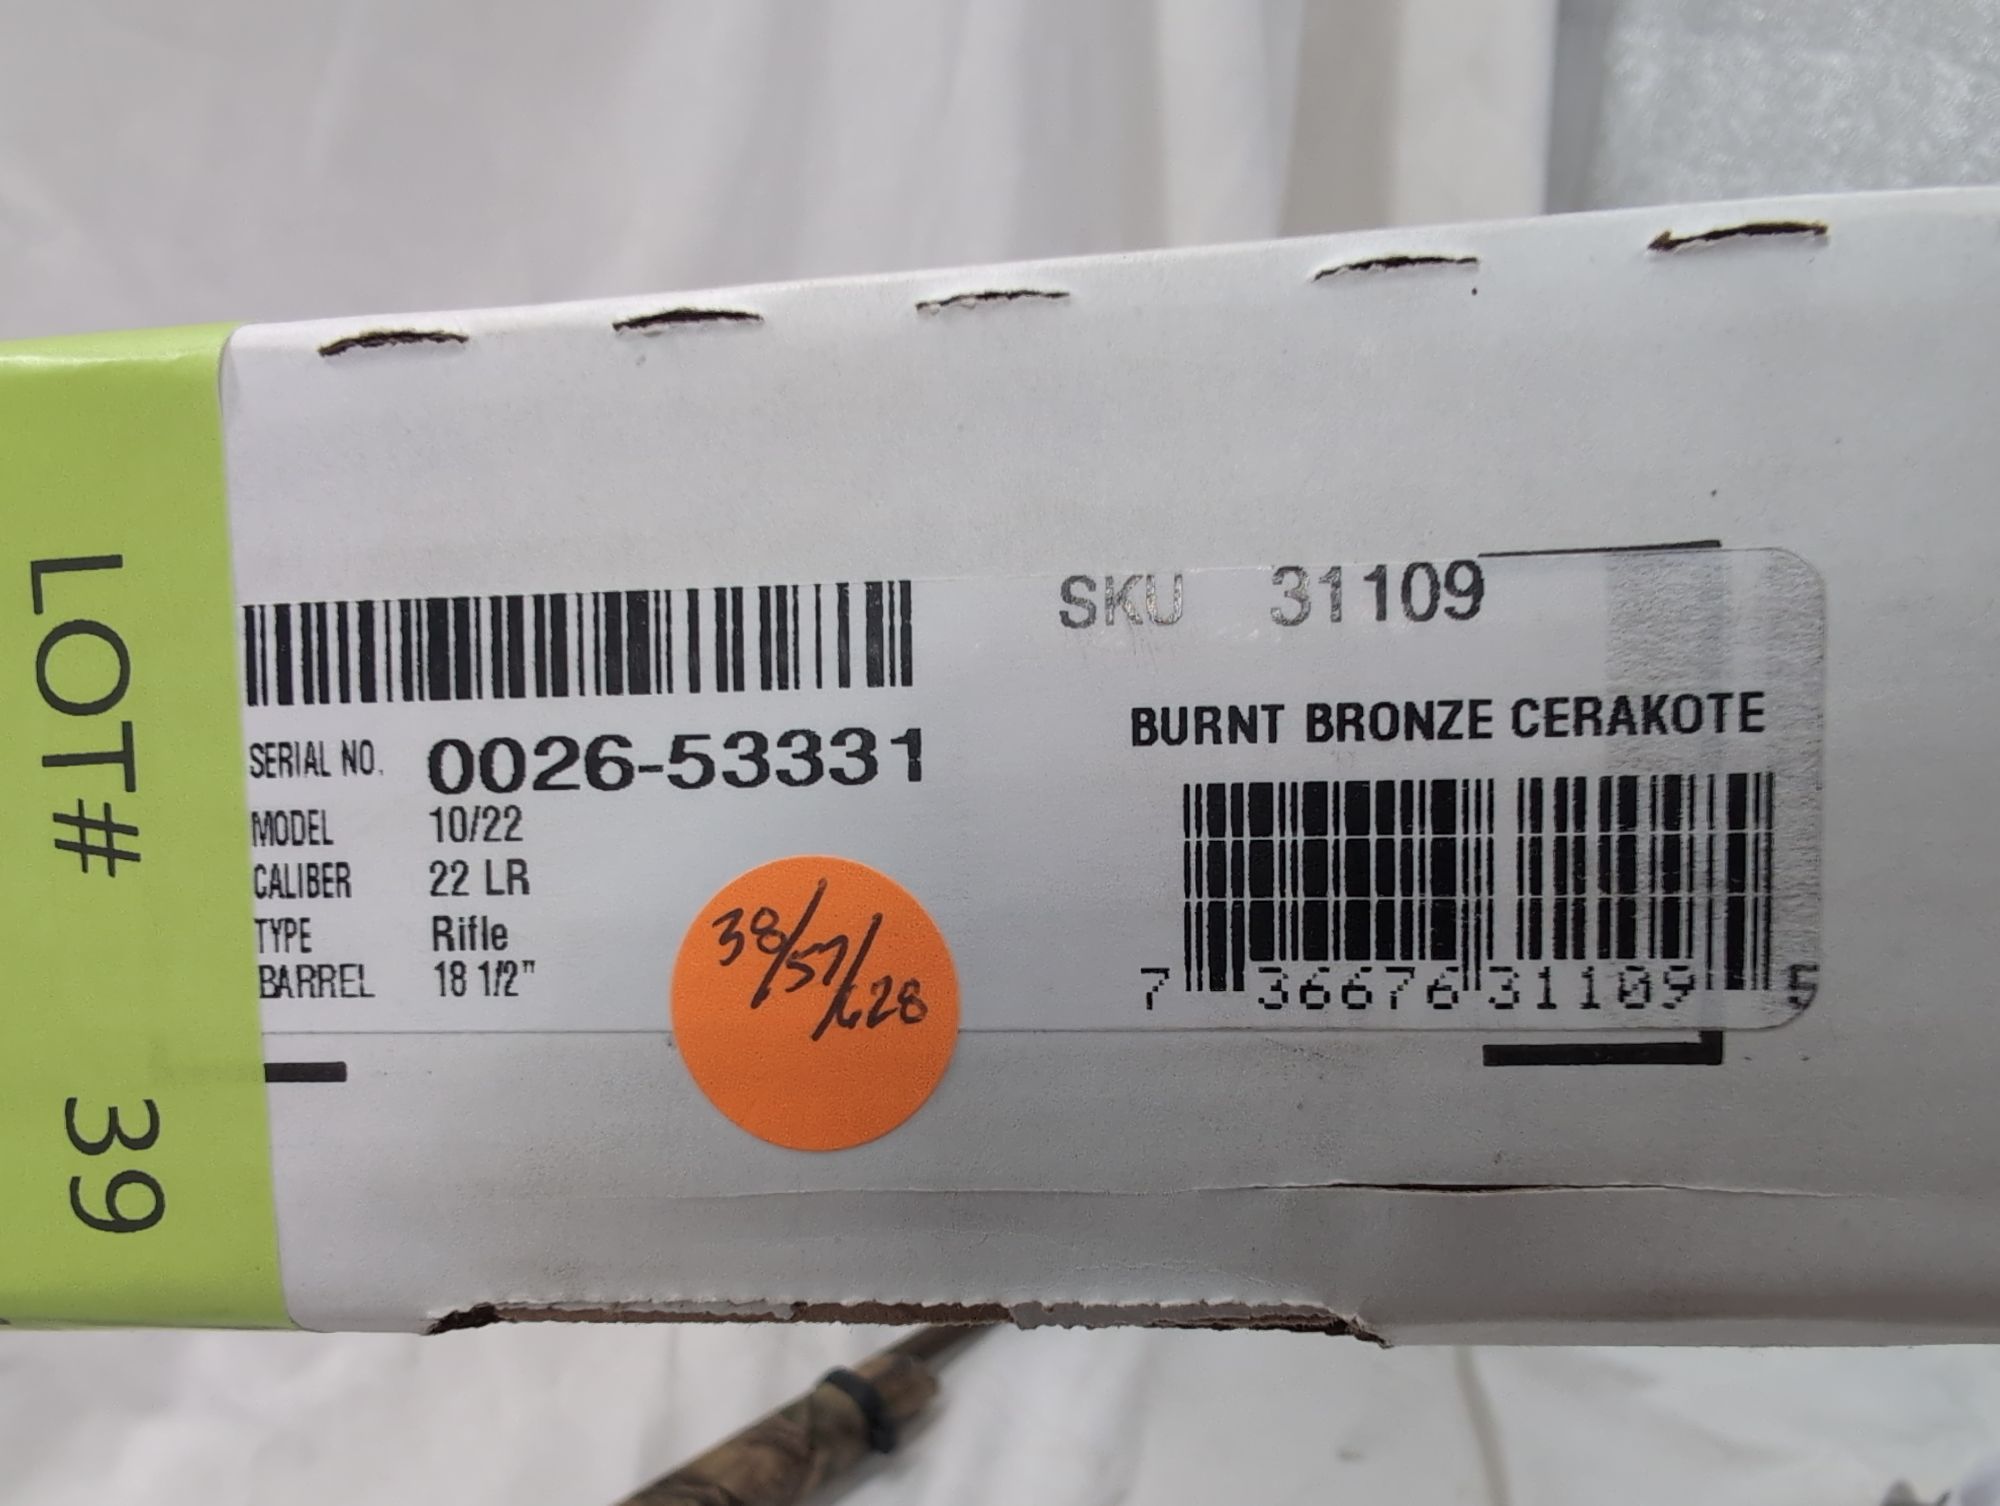 LOT# 39
SKU 31109
SERIAL NO. 0026-53331
MODEL 10/22
CALIBER 22 LR
TYPE Rifle
BARREL 18 1/2"
BURNT BRONZE CERAKOTE
7 36676 31109 5
38/57/628